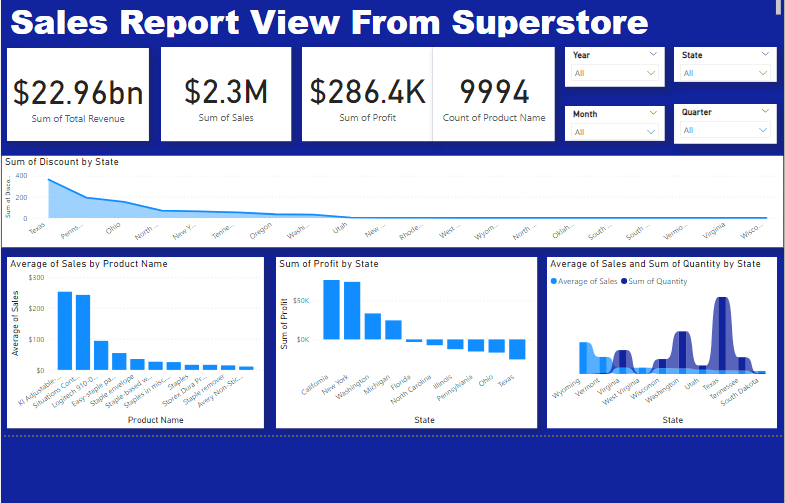 Sales Report View From Superstore
$22.96bn
Sum of Total Revenue
$2.3M
Sum of Sales
$286.4K
Sum of Profit
9994
Count of Product Name
Year
All
State
All
Month
All
Quarter
All
Sum of Discount by State
Sum of Disco...
400
200
0
Texas
Penns...
Ohio
North ...
New Y...
Tenne...
Oregon
Washi...
Utah
New ...
Rhode...
West ...
Wyom...
North ...
Oklah...
South ...
South ...
Vermo...
Virginia
Wisco...
Average of Sales by Product Name
Average of Sales
$300
$200
$100
$0
KI Adjustable-...
Situations Cont...
Logitech 910-0...
Easy-staple pa...
Staple envelope
Staple-based w...
Staples in misc...
Staples
Storex Dura Pr...
Staple remover
Avery Non-Stic...
Product Name
Sum of Profit by State
Sum of Profit
$50K
$0K
California
New York
Washington
Michigan
Florida
North Carolina
Illinois
Pennsylvania
Ohio
Texas
State
Average of Sales and Sum of Quantity by State
Average of Sales
Sum of Quantity
Wyoming
Vermont
Virginia
West Virginia
Wisconsin
Washington
Utah
Texas
Tennessee
South Dakota
State